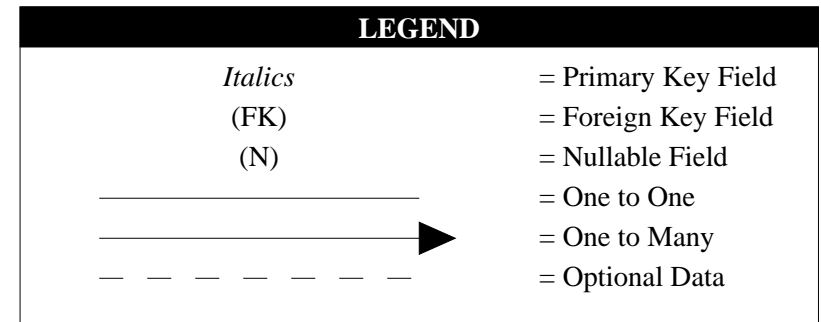 LEGEND
Italics = Primary Key Field
(FK) = Foreign Key Field
(N) = Nullable Field
= One to One
= One to Many
= Optional Data